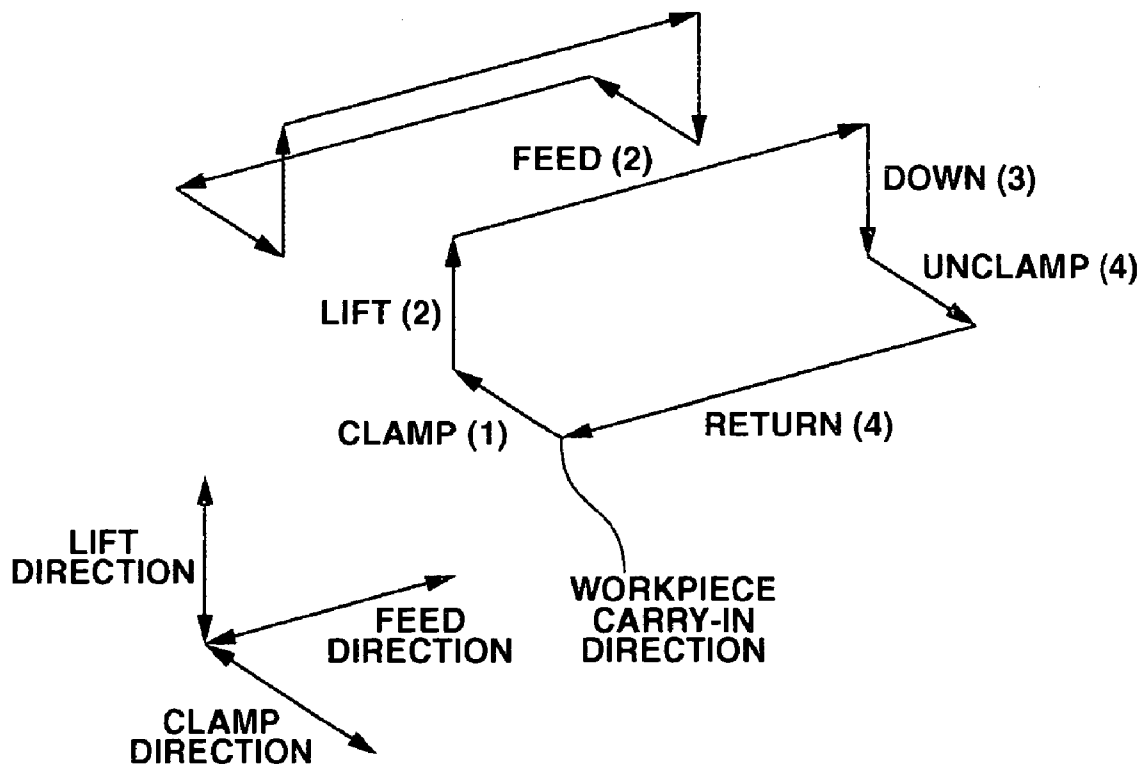 FEED (2)
DOWN (3)
UNCLAMP (4)
LIFT (2)
CLAMP (1)
RETURN (4)
LIFT
DIRECTION
FEED
DIRECTION
CLAMP
DIRECTION
WORKPIECE
CARRY-IN
DIRECTION